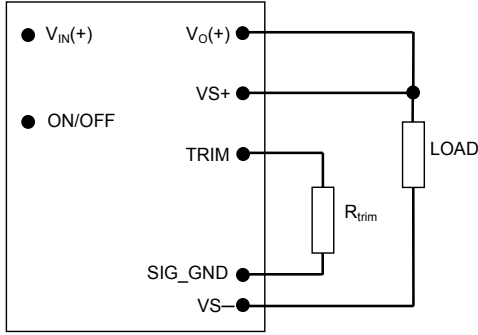 V_IN(+) V_O(+)
VS+
ON/OFF
LOAD
TRIM
R_trim
SIG_GND
VS—